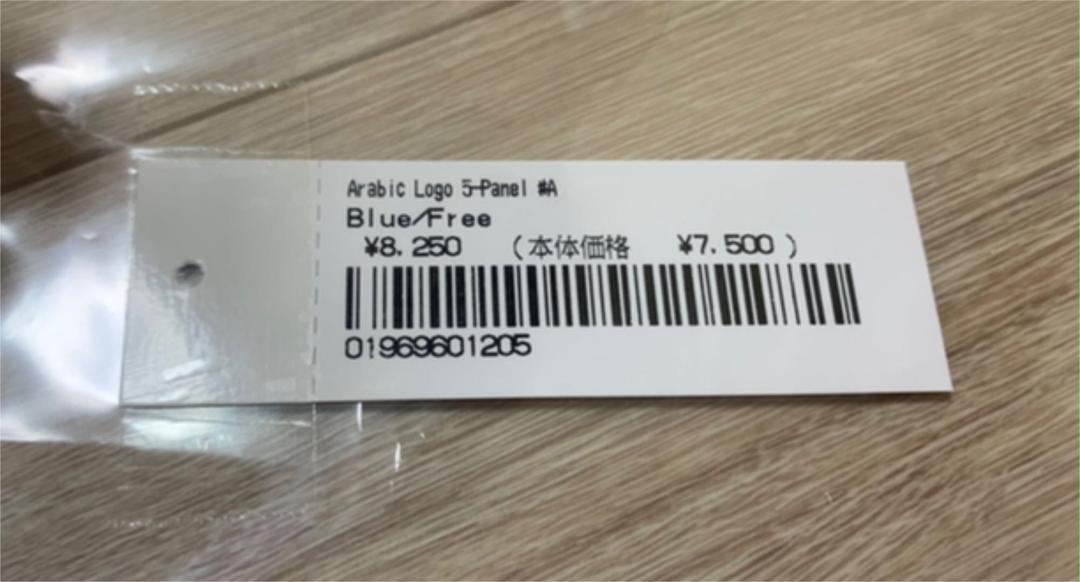 Arabic Logo 5-Panel #A
Blue/Free
¥8,250 (本体価格 ¥7,500)
01969601205